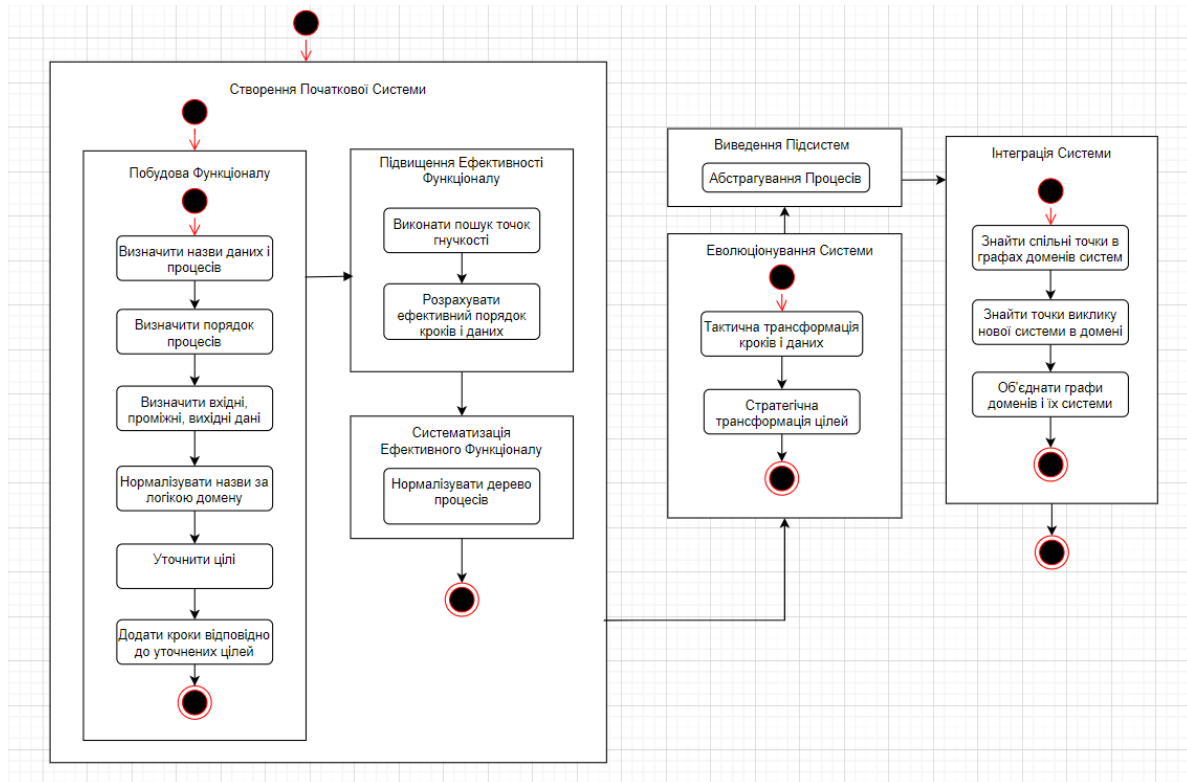 Створення Початкової Системи
Побудова Функціоналу
Визначити назви даних і
процесів
Визначити порядок
процесів
Визначити вхідні,
проміжні, вихідні дані
Нормалізувати назви за
логікою домену
Уточнити цілі
Додати кроки відповідно
до уточнених цілей
Підвищення Ефективності
Функціоналу
Виконати пошук точок
гнучкості
Розрахувати
ефективний порядок
кроків і даних
Систематизація
Ефективного Функціоналу
Нормалізувати дерево
процесів
Еволюціонування Системи
Тактична трансформація
кроків і даних
Стратегічна
трансформація цілей
Виведення Підсистем
Абстрагування Процесів
Інтеграція Системи
Знайти спільні точки в
графах доменів систем
Знайти точки виклику
нової системи в домені
Об'єднати графи
доменів і їх системи